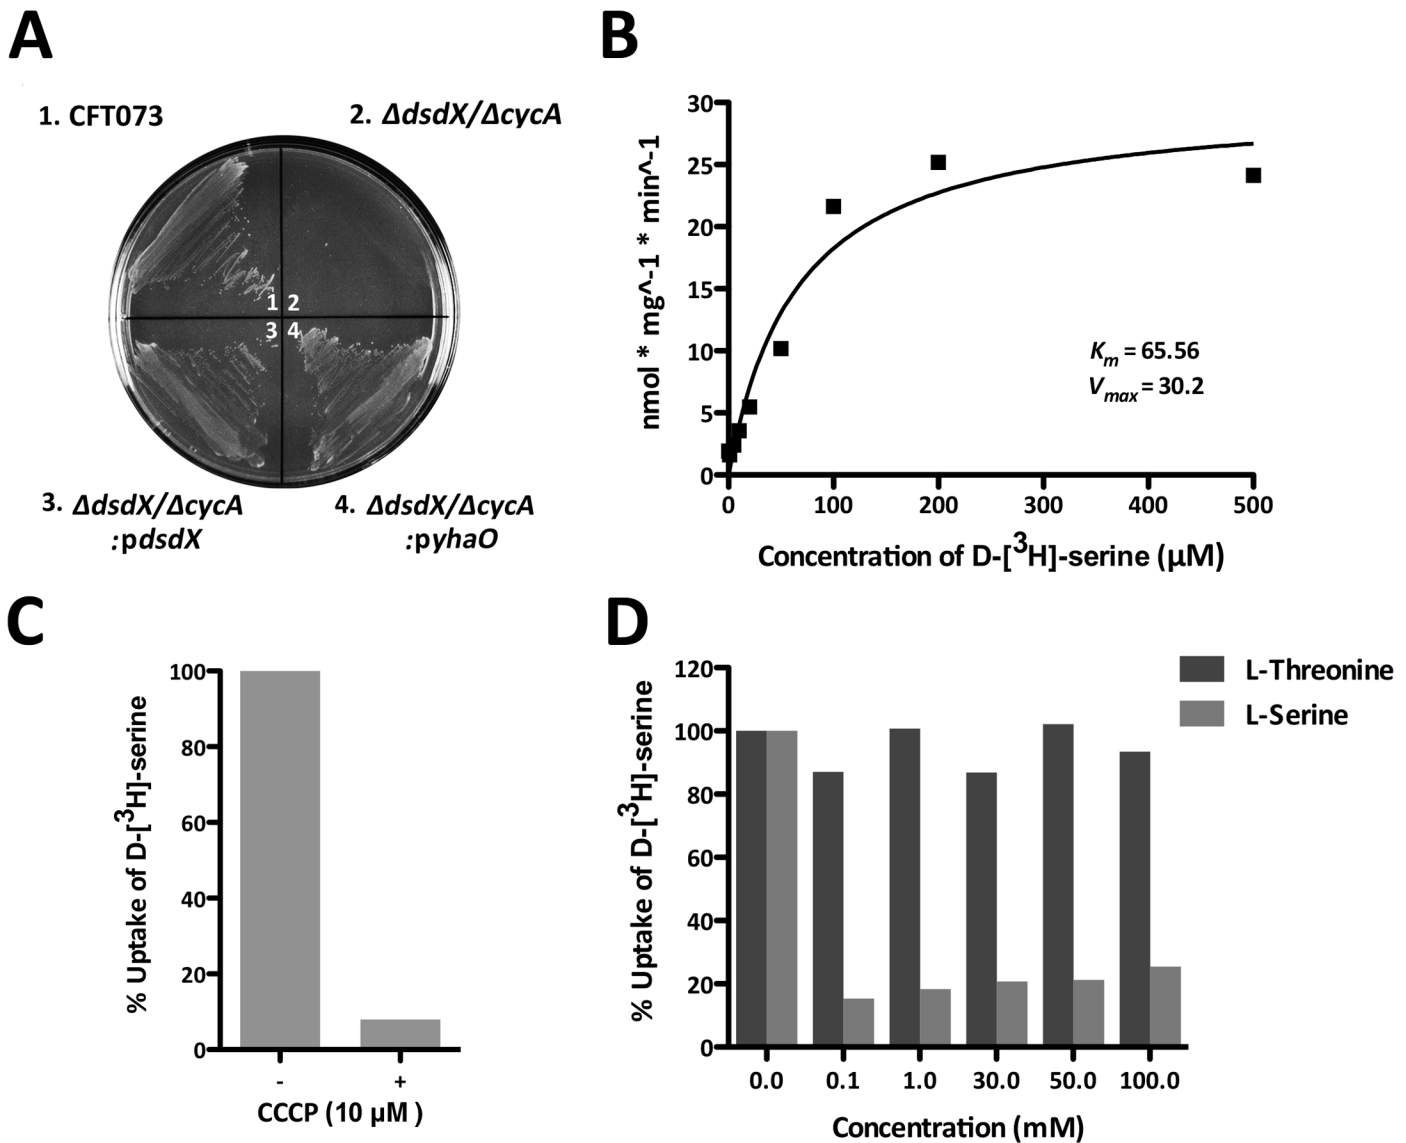 A
1. CFT073
2. ΔdsdX/ΔcycA
1 2
3 4
3. ΔdsdX/ΔcycA
:pdsdX
4. ΔdsdX/ΔcycA
:pyhaO
B
30
25
20
15
10
5
0
nmol * mg^-1 * min^-1
Km = 65.56
Vmax = 30.2
0 100 200 300 400 500
Concentration of D-[3H]-serine (µM)
C
100
80
60
40
20
0
% Uptake of D-[3H]-serine
- +
CCCP (10 µM )
D
120
100
80
60
40
20
0
% Uptake of D-[3H]-serine
L-Threonine
L-Serine
0.0 0.1 1.0 30.0 50.0 100.0
Concentration (mM)